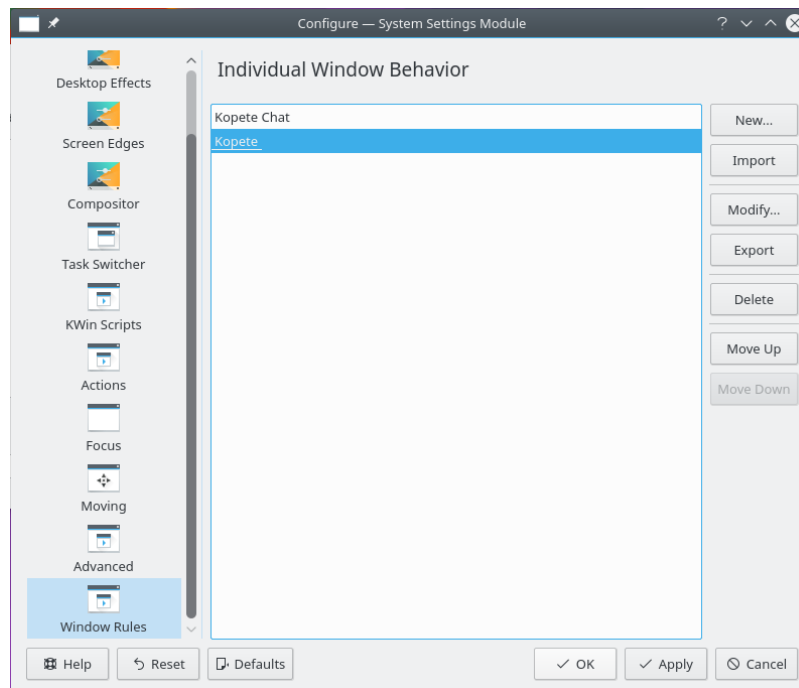 Configure — System Settings Module
Desktop Effects
Screen Edges
Compositor
Task Switcher
KWin Scripts
Actions
Focus
Moving
Advanced
Window Rules
Individual Window Behavior
Kopete Chat
Kopete
New...
Import
Modify...
Export
Delete
Move Up
Move Down
Help
Reset
Defaults
OK
Apply
Cancel